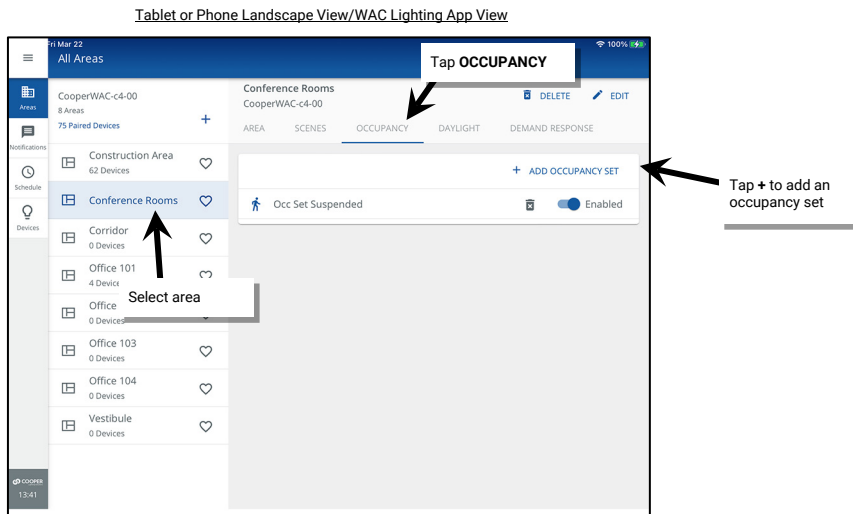 Tablet or Phone Landscape View/WAC Lighting App View
Fri Mar 22
100%
All Areas
Tap OCCUPANCY
Areas
Notifications
Schedule
Devices
CooperWAC-c4-00
8 Areas
75 Paired Devices
+
Construction Area
62 Devices
Conference Rooms
Corridor
0 Devices
Office 101
4 Device
Select area
Office
0 Devices
Office 103
0 Devices
Office 104
0 Devices
Vestibule
0 Devices
Conference Rooms
CooperWAC-c4-00
DELETE
EDIT
AREA SCENES OCCUPANCY DAYLIGHT DEMAND RESPONSE
+ ADD OCCUPANCY SET
Occ Set Suspended
Enabled
Tap + to add an
occupancy set
COOPER
13:41